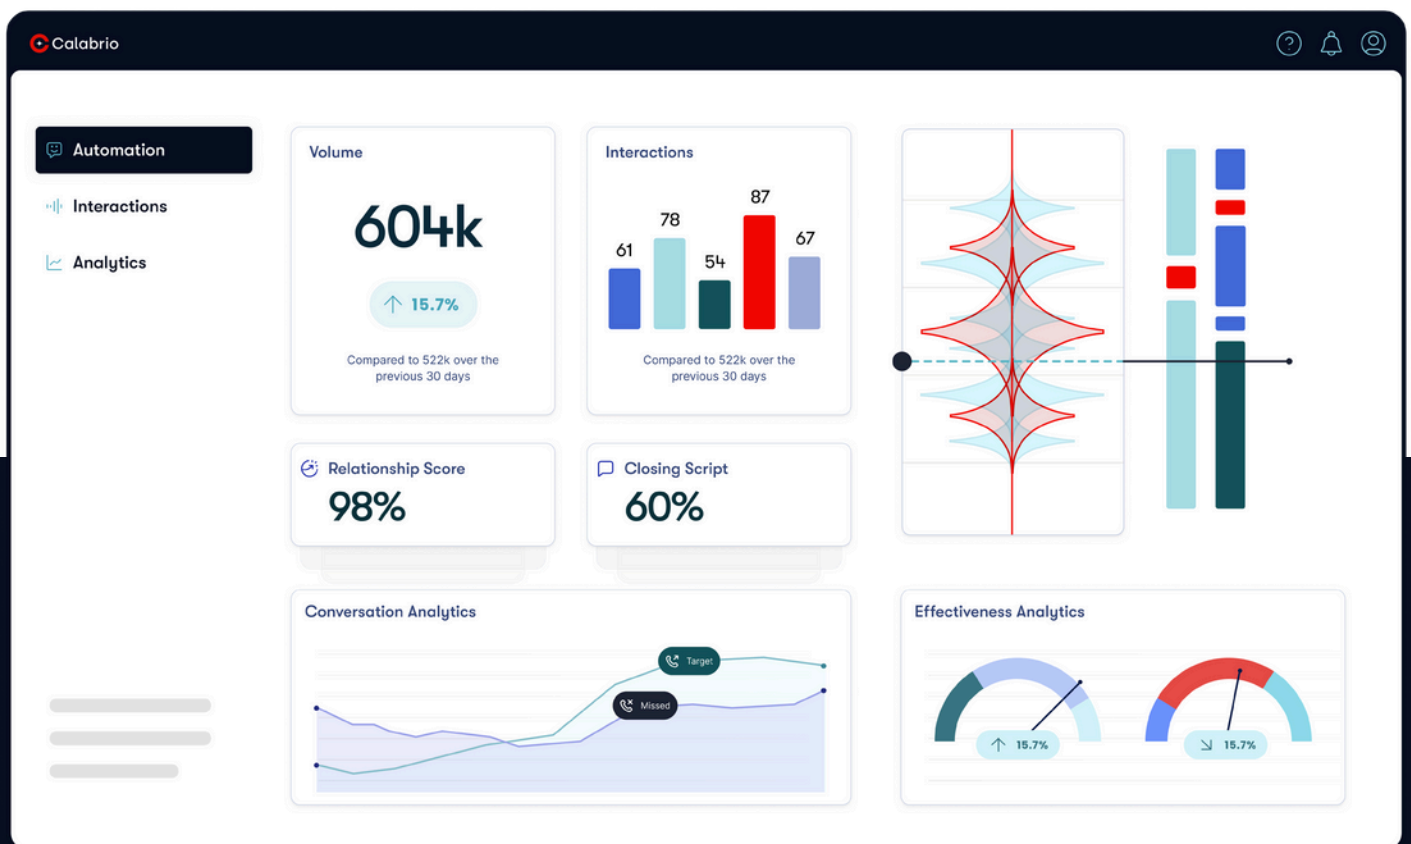 Calabrio
Automation
Interactions
Analytics
Volume
604k
15.7%
Compared to 522k over the
previous 30 days
Interactions
61
78
54
87
67
Compared to 522k over the
previous 30 days
Relationship Score
98%
Closing Script
60%
Conversation Analytics
Target
Missed
Effectiveness Analytics
15.7%
15.7%